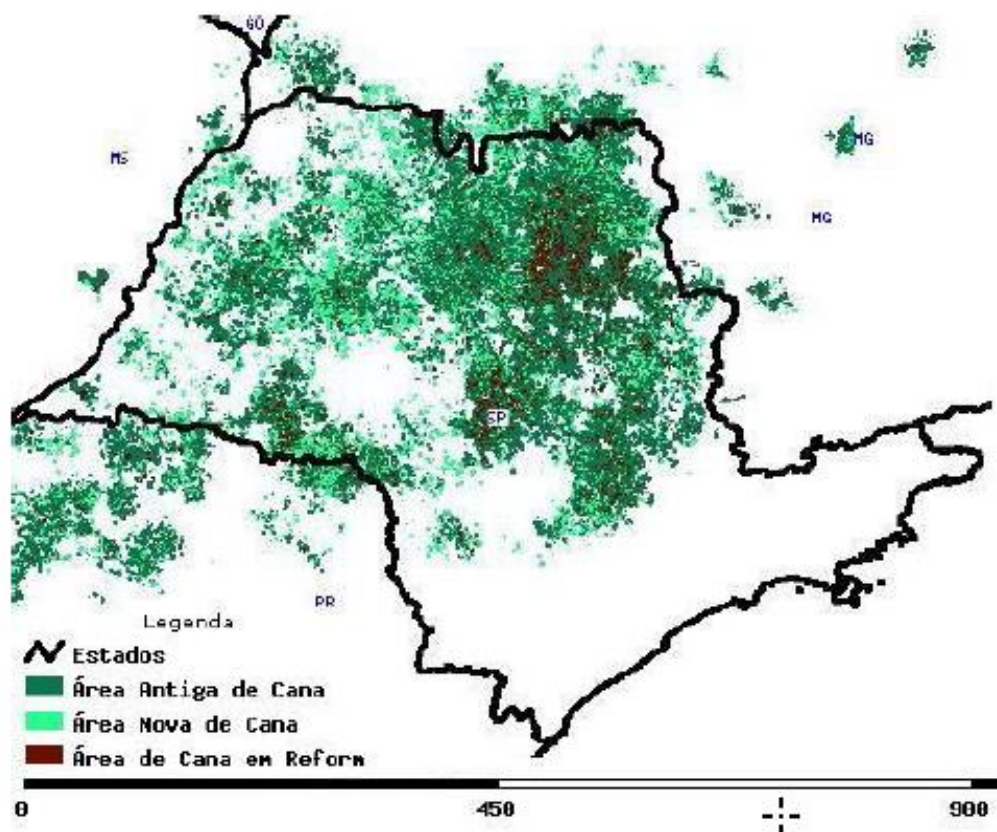 GO
MS
MG
MG
SP
PR
Legenda
Estados
Área Antiga de Cana
Área Nova de Cana
Área de Cana em Reform
0 450 900